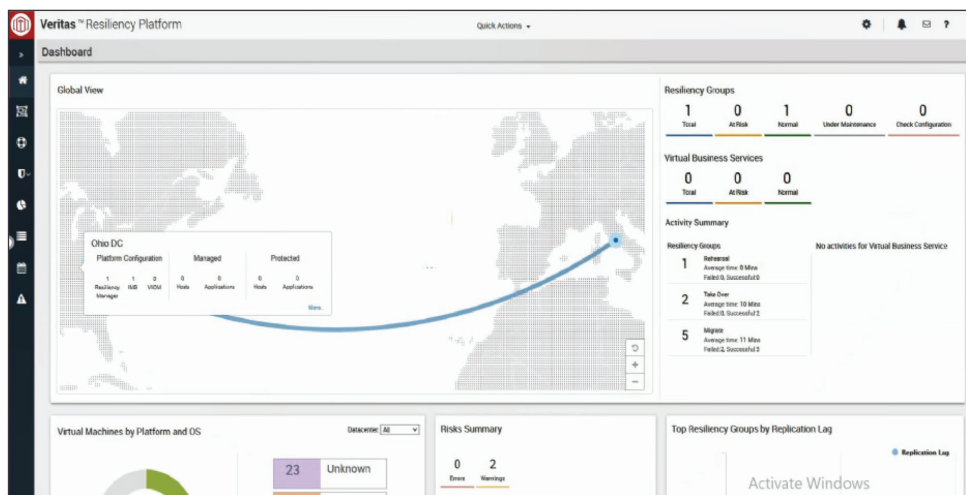 Veritas ™ Resiliency Platform
Quick Actions
?
»
Dashboard
Global View
Ohio DC
Platform Configuration Managed Protected
1 1 0 0 0 0 0
Resiliency Manager IMS VIOM Hosts Applications Hosts Applications
More
+
−
Resiliency Groups
1 0 1 0 0
Total At Risk Normal Under Maintenance Check Configuration
Virtual Business Services
0 0 0
Total At Risk Normal
Activity Summary
Resiliency Groups
1 Rehearsal
Average time: 0 Mins
Failed:0, Successful:0
2 Take Over
Average time: 10 Mins
Failed:0, Successful:2
5 Migrate
Average time: 11 Mins
Failed:2, Successful:3
No activities for Virtual Business Service
Virtual Machines by Platform and OS
Datacenter: All
23 Unknown
Risks Summary
0 2
Errors Warnings
Top Resiliency Groups by Replication Lag
Replication Lag
Activate Windows